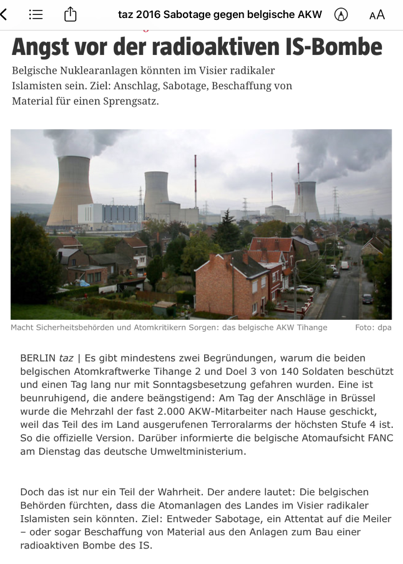 taz 2016 Sabotage gegen belgische AKW
AA
Angst vor der radioaktiven IS-Bombe
Belgische Nuklearanlagen könnten im Visier radikaler
Islamisten sein. Ziel: Anschlag, Sabotage, Beschaffung von
Material für einen Sprengsatz.
Macht Sicherheitsbehörden und Atomkritikern Sorgen: das belgische AKW Tihange Foto: dpa
BERLIN taz | Es gibt mindestens zwei Begründungen, warum die beiden
belgischen Atomkraftwerke Tihange 2 und Doel 3 von 140 Soldaten beschützt
und einen Tag lang nur mit Sonntagsbesetzung gefahren wurden. Eine ist
beunruhigend, die andere beängstigend: Am Tag der Anschläge in Brüssel
wurde die Mehrzahl der fast 2.000 AKW-Mitarbeiter nach Hause geschickt,
weil das Teil des im Land ausgerufenen Terroralarms der höchsten Stufe 4 ist.
So die offizielle Version. Darüber informierte die belgische Atomaufsicht FANC
am Dienstag das deutsche Umweltministerium.
Doch das ist nur ein Teil der Wahrheit. Der andere lautet: Die belgischen
Behörden fürchten, dass die Atomanlagen des Landes im Visier radikaler
Islamisten sein könnten. Ziel: Entweder Sabotage, ein Attentat auf die Meiler
– oder sogar Beschaffung von Material aus den Anlagen zum Bau einer
radioaktiven Bombe des IS.